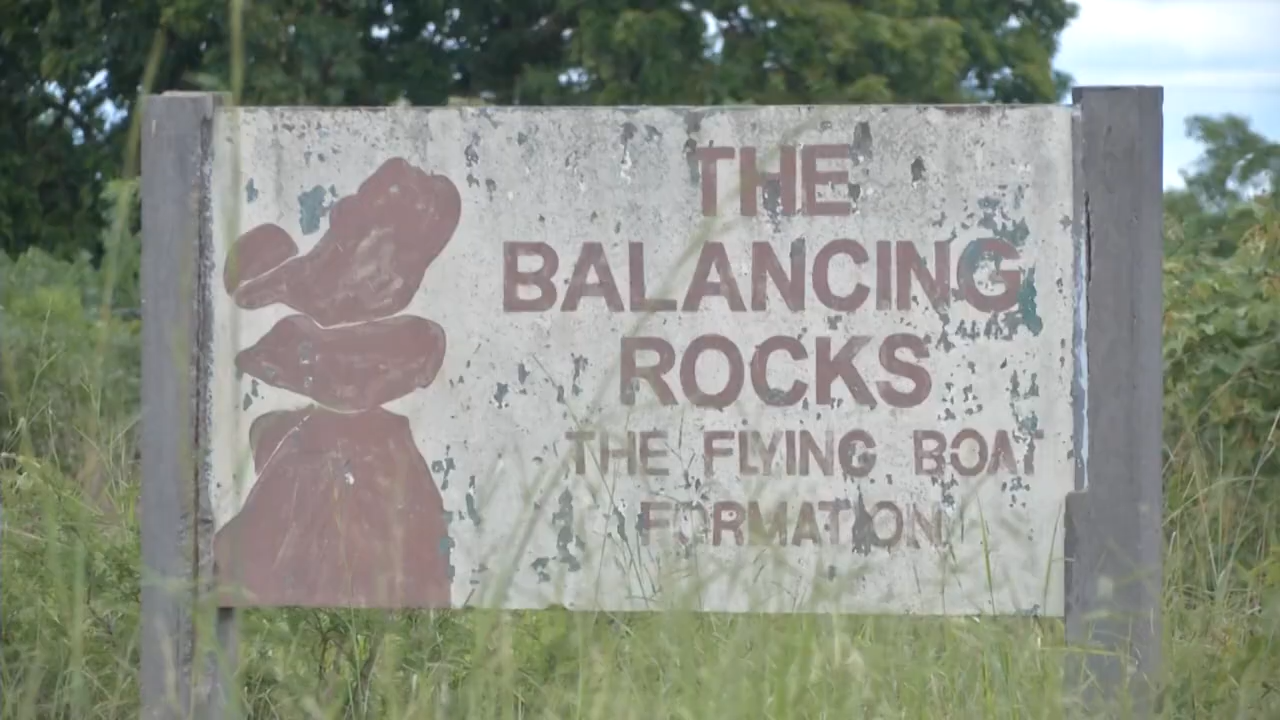 THE
BALANCING
ROCKS
THE FLYING BOAT
FORMATION